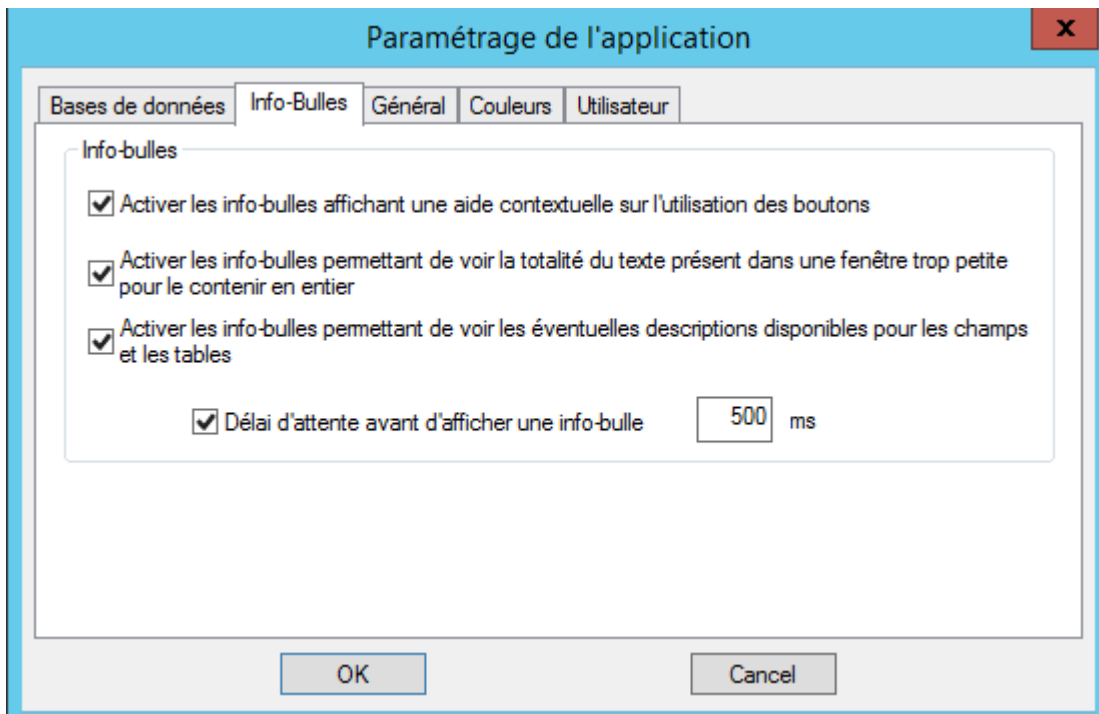 Paramétrage de l'application
x
Bases de données
Info-Bulles
Général
Couleurs
Utilisateur
Info-bulles
Activer les info-bulles affichant une aide contextuelle sur l'utilisation des boutons
Activer les info-bulles permettant de voir la totalité du texte présent dans une fenêtre trop petite
pour le contenir en entier
Activer les info-bulles permettant de voir les éventuelles descriptions disponibles pour les champs
et les tables
Délai d'attente avant d'afficher une info-bulle 500 ms
OK
Cancel